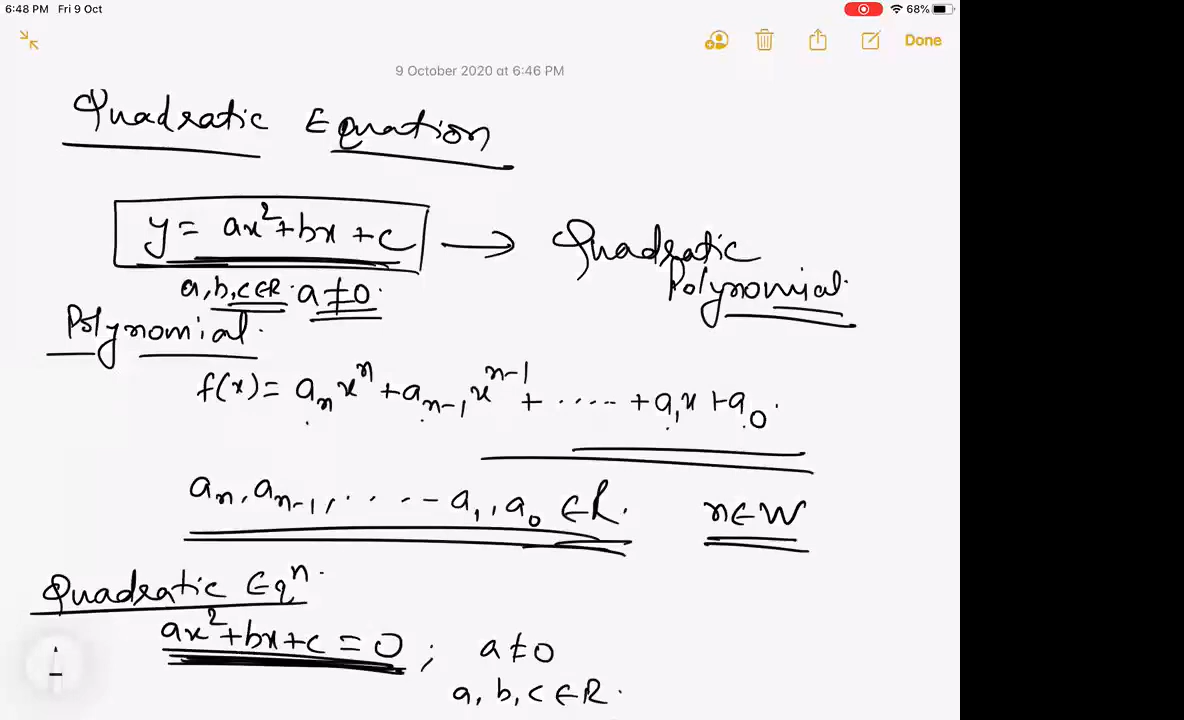 6:48 PM Fri 9 Oct 68%
Done
9 October 2020 at 6:46 PM
Quadratic Equation
y = ax²+bx+c → Quadratic Polynomial.
a, b, c ∈ R. a ≠ 0.
Polynomial.
f(x) = aₙxⁿ + aₙ₋₁xⁿ⁻¹ + ..... + a₁x + a₀.
aₙ, aₙ₋₁, ..... a₁, a₀ ∈ R. n ∈ W
Quadratic Eqⁿ.
ax²+bx+c = 0 ; a ≠ 0
a, b, c ∈ R.